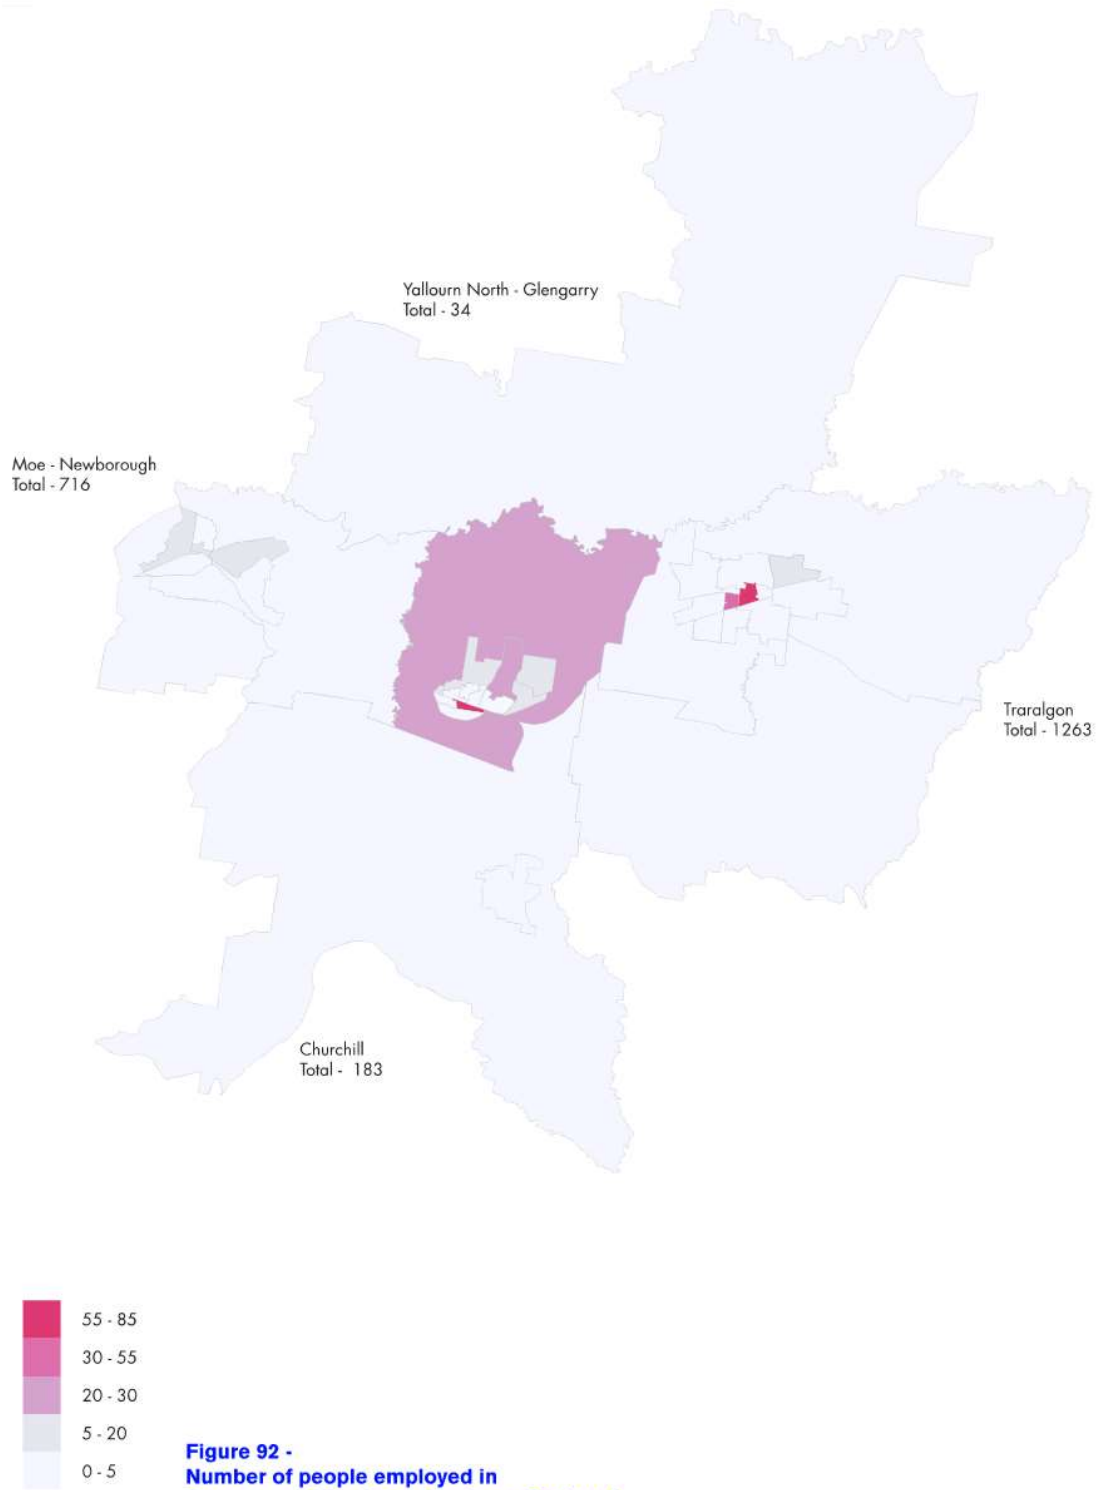 Yallourn North - Glengarry
Total - 34
Moe - Newborough
Total - 716
Traralgon
Total - 1263
Churchill
Total - 183
55 - 85
30 - 55
20 - 30
5 - 20
0 - 5
Figure 92 -
Number of people employed in